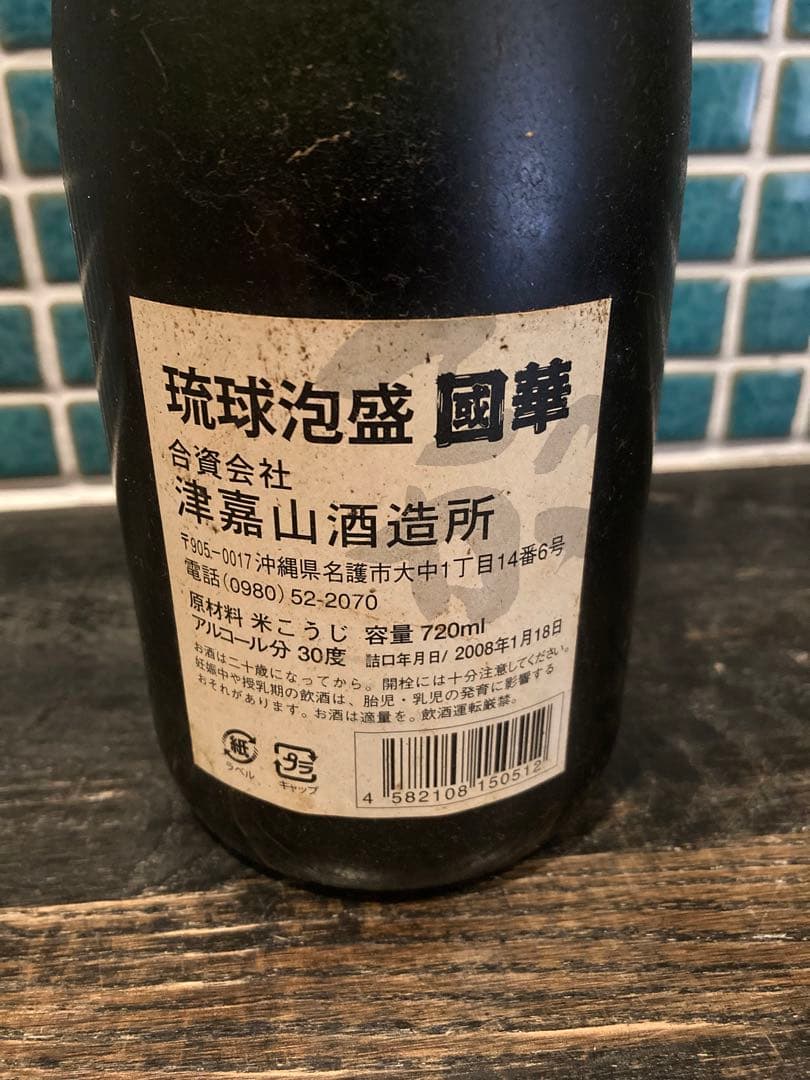 琉球泡盛 國華
合資会社
津嘉山酒造所
〒905-0017 沖縄県名護市大中1丁目14番6号
電話(0980)52-2070
原材料 米こうじ 容量 720ml
アルコール分 30度 詰口年月日/ 2008年1月18日
お酒は二十歳になってから。開栓には十分注意してください。
妊娠中や授乳期の飲酒は、胎児・乳児の発育に影響する
おそれがあります。お酒は適量を。飲酒運転厳禁。
紙
ラベル
プラ
キャップ
4 582108 150512